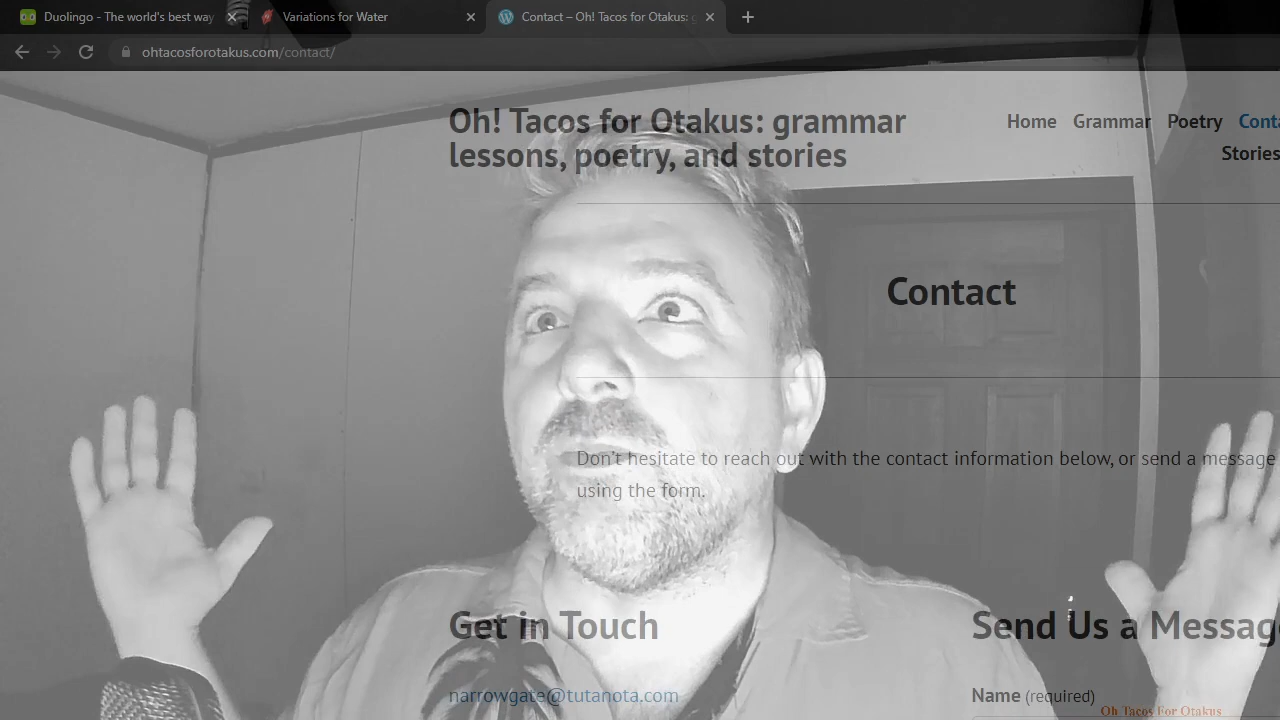 Duolingo - The world's best way
Variations for Water
Contact – Oh! Tacos for Otakus: g
ohtacosforotakus.com/contact/
Oh! Tacos for Otakus: grammar
lessons, poetry, and stories
Home Grammar Poetry Conta
Stories
Contact
Don't hesitate to reach out with the contact information below, or send a message
using the form.
Get in Touch
Send Us a Message
narrowgate@tutanota.com
Name (required)
Oh Tacos For Otakus